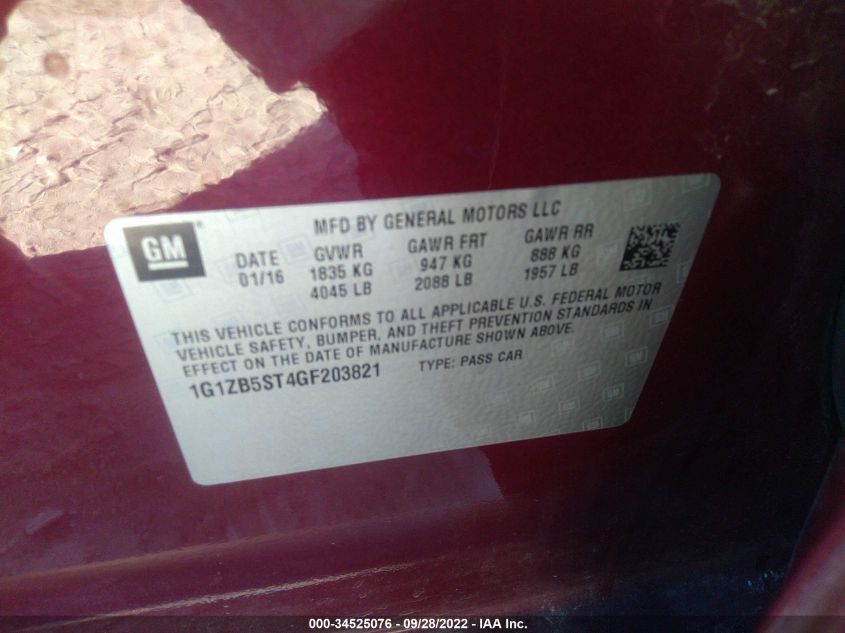 GM
MFD BY GENERAL MOTORS LLC
DATE GVWR GAWR FRT GAWR RR
01/16 1835 KG 947 KG 888 KG
4045 LB 2088 LB 1957 LB
THIS VEHICLE CONFORMS TO ALL APPLICABLE U.S. FEDERAL MOTOR
VEHICLE SAFETY, BUMPER, AND THEFT PREVENTION STANDARDS IN
EFFECT ON THE DATE OF MANUFACTURE SHOWN ABOVE.
1G1ZB5ST4GF203821 TYPE: PASS CAR
000-34525076 - 09/28/2022 - IAA Inc.